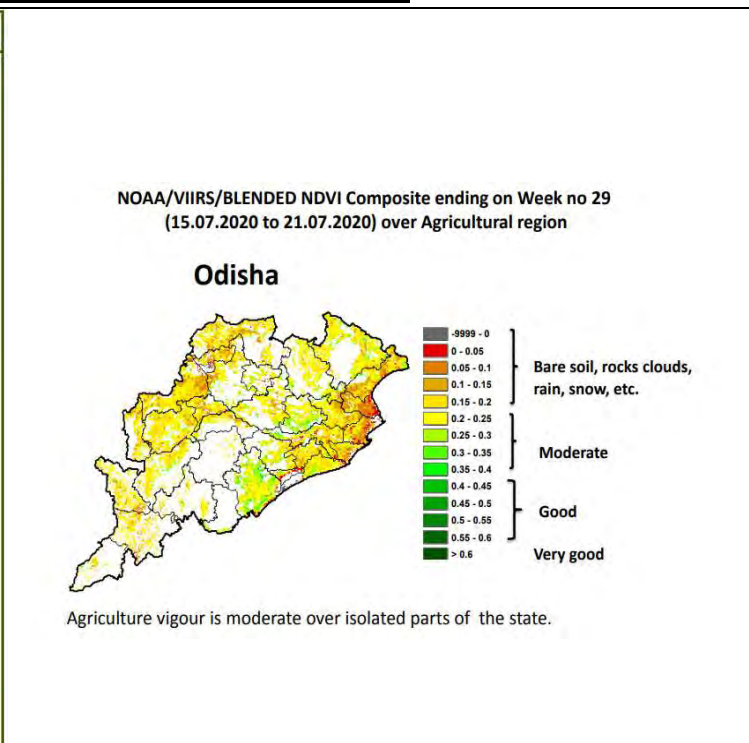 NOAA/VIIRS/BLENDED NDVI Composite ending on Week no 29
(15.07.2020 to 21.07.2020) over Agricultural region
Odisha
-9999 - 0
0 - 0.05
0.05 - 0.1
0.1 - 0.15
0.15 - 0.2
Bare soil, rocks clouds,
rain, snow, etc.
0.2 - 0.25
0.25 - 0.3
0.3 - 0.35
0.35 - 0.4
Moderate
0.4 - 0.45
0.45 - 0.5
0.5 - 0.55
0.55 - 0.6
Good
> 0.6
Very good
Agriculture vigour is moderate over isolated parts of the state.